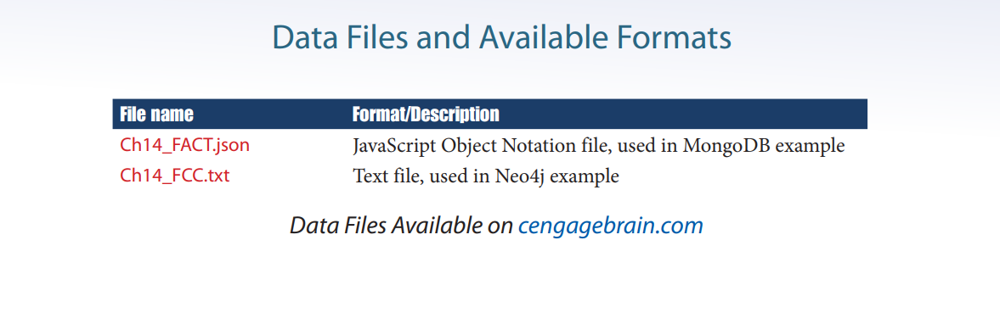 Data Files and Available Formats
File name Format/Description
Ch14_FACT.json JavaScript Object Notation file, used in MongoDB example
Ch14_FCC.txt Text file, used in Neo4j example
Data Files Available on cengagebrain.com